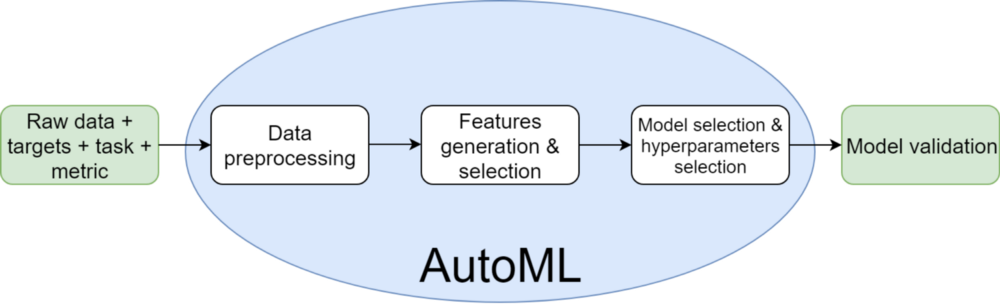 Raw data +
targets + task +
metric
Data
preprocessing
Features
generation &
selection
Model selection &
hyperparameters
selection
Model validation
AutoML